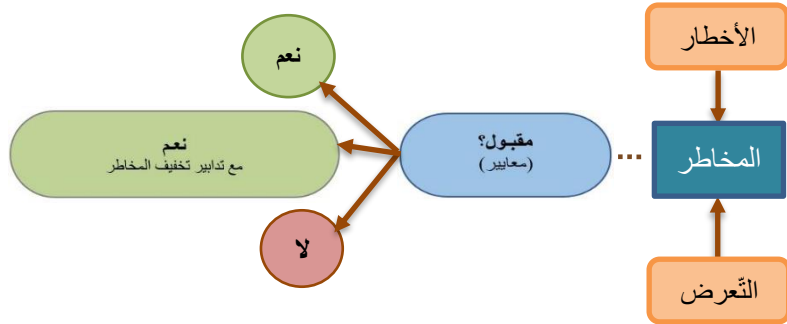 الأخطار
المخاطر
التّعرض
مقبول؟
(معايير)
نعم
نعم
مع تدابير تخفيف المخاطر
لا